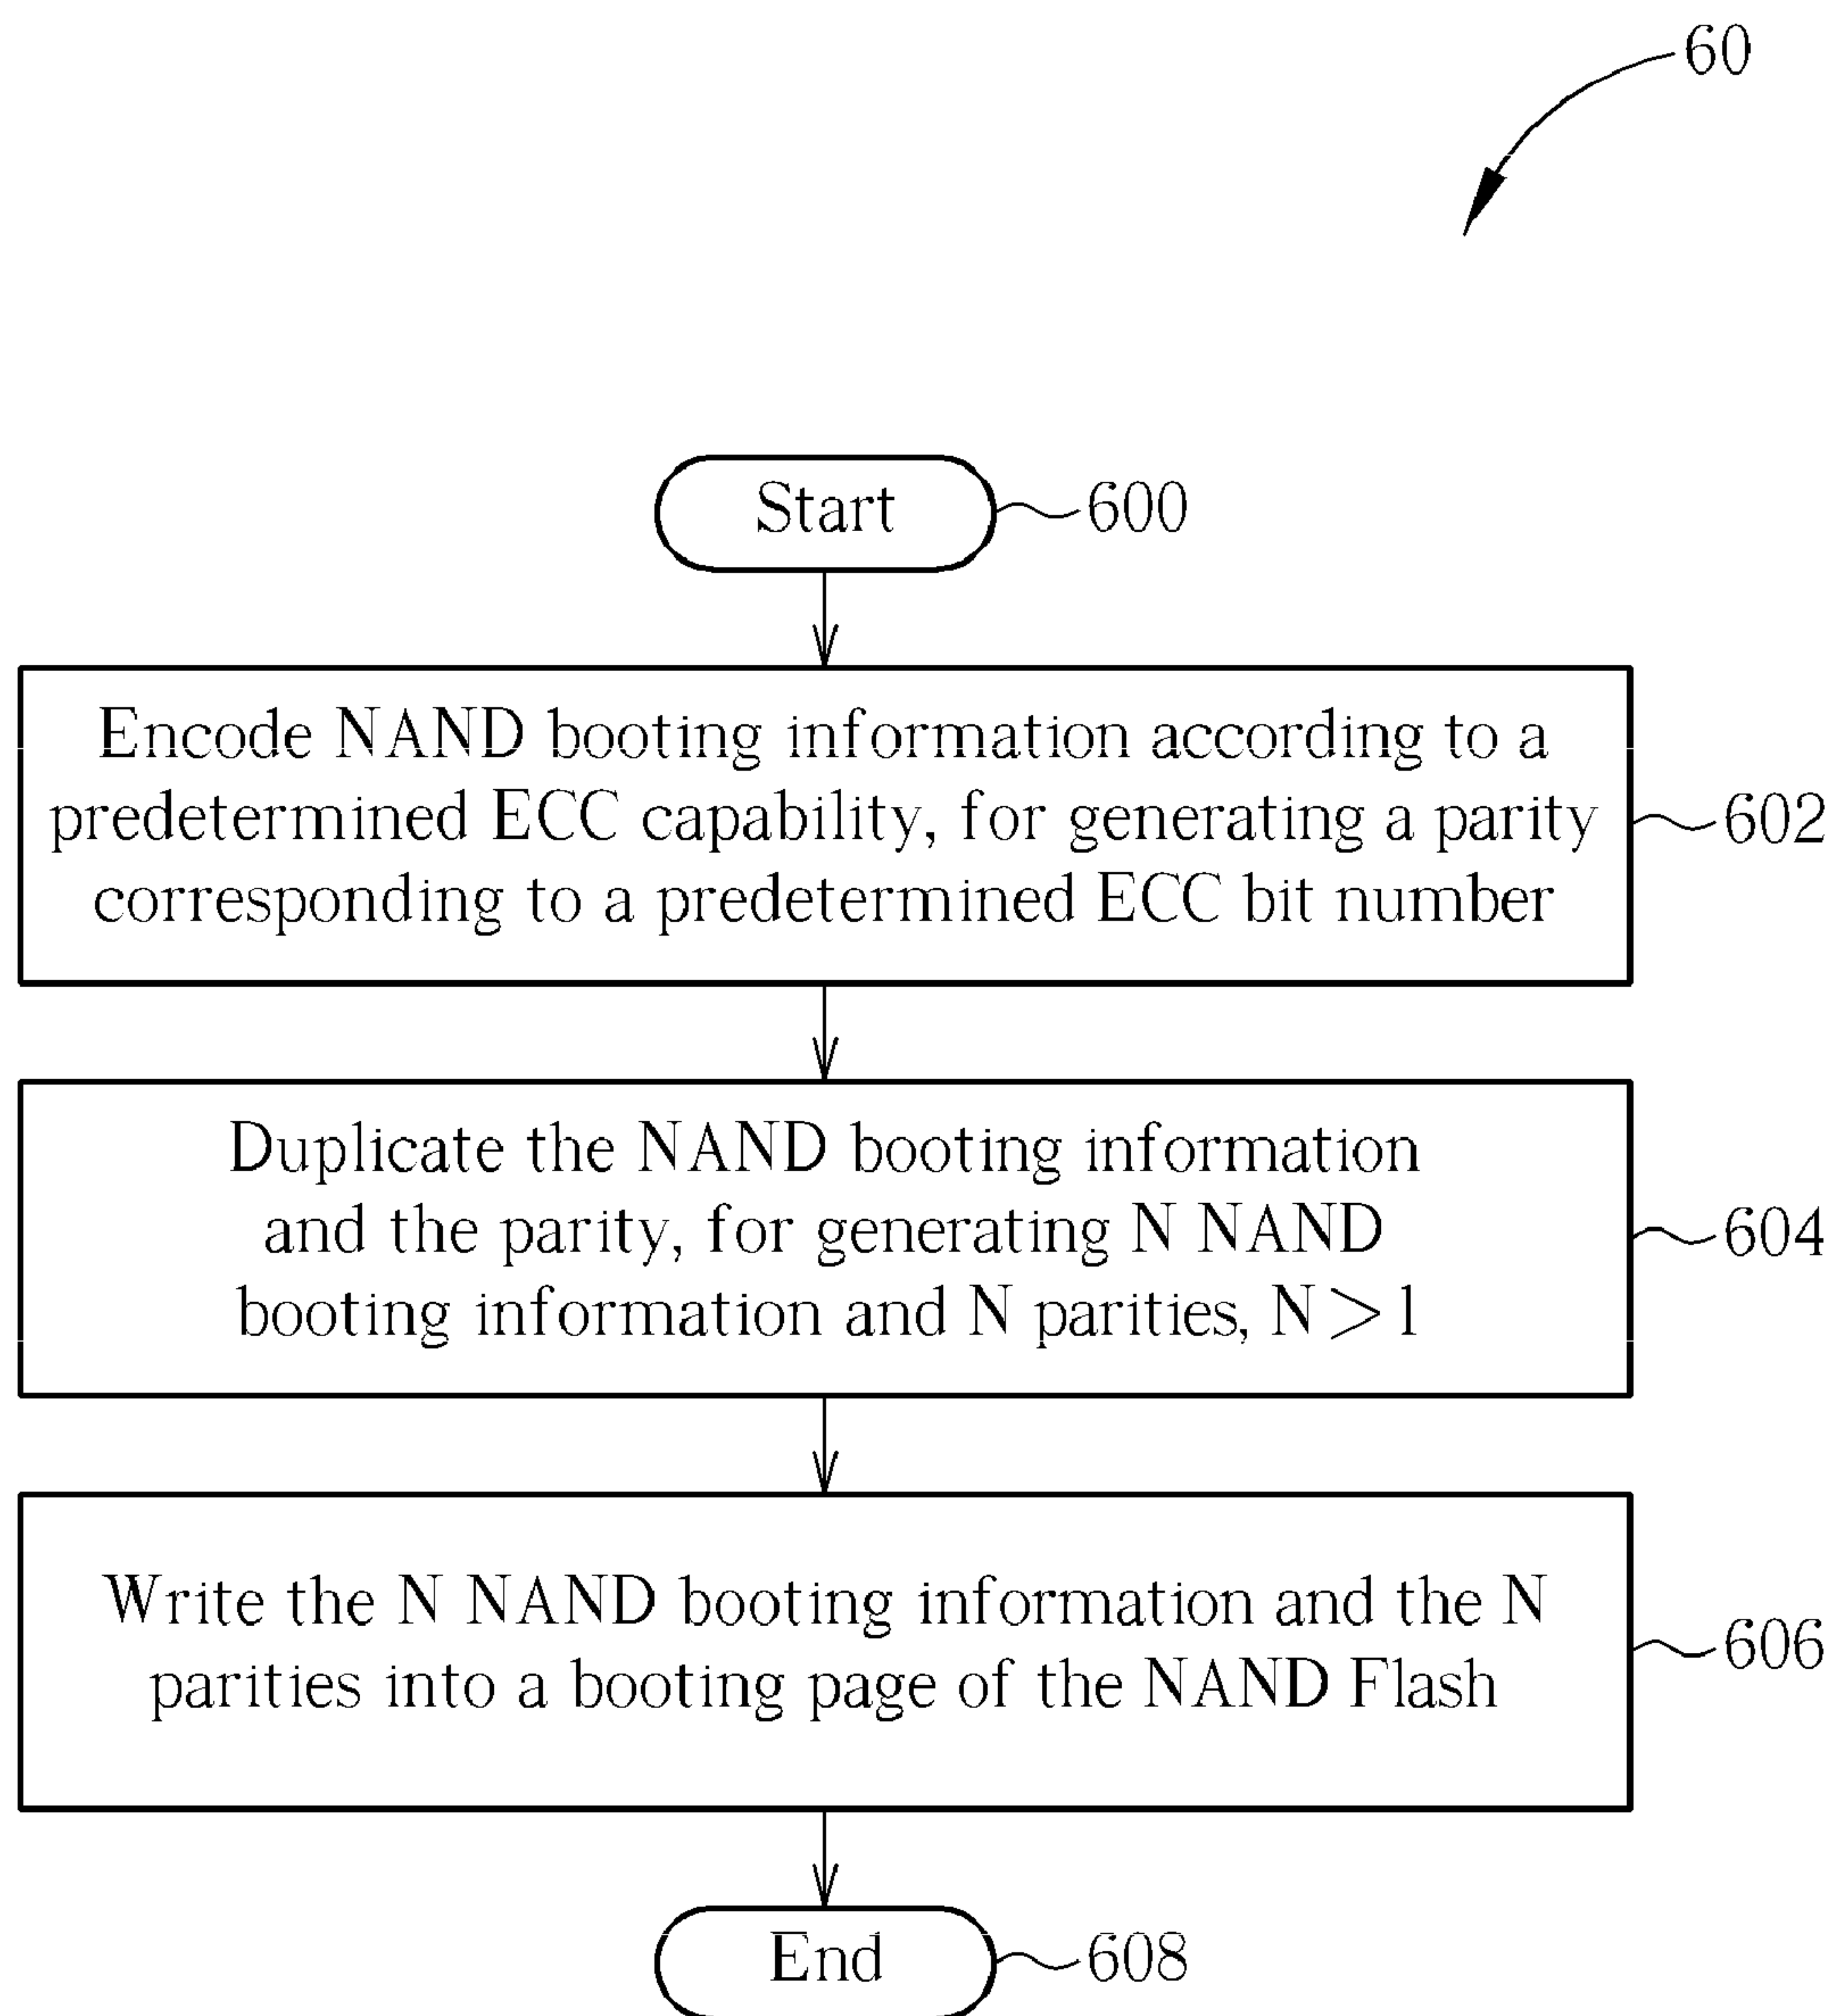 60
Start
600
Encode NAND booting information according to a
predetermined ECC capability, for generating a parity
corresponding to a predetermined ECC bit number
602
Duplicate the NAND booting information
and the parity, for generating N NAND
booting information and N parities, N>1
604
Write the N NAND booting information and the N
parities into a booting page of the NAND Flash
606
End
608